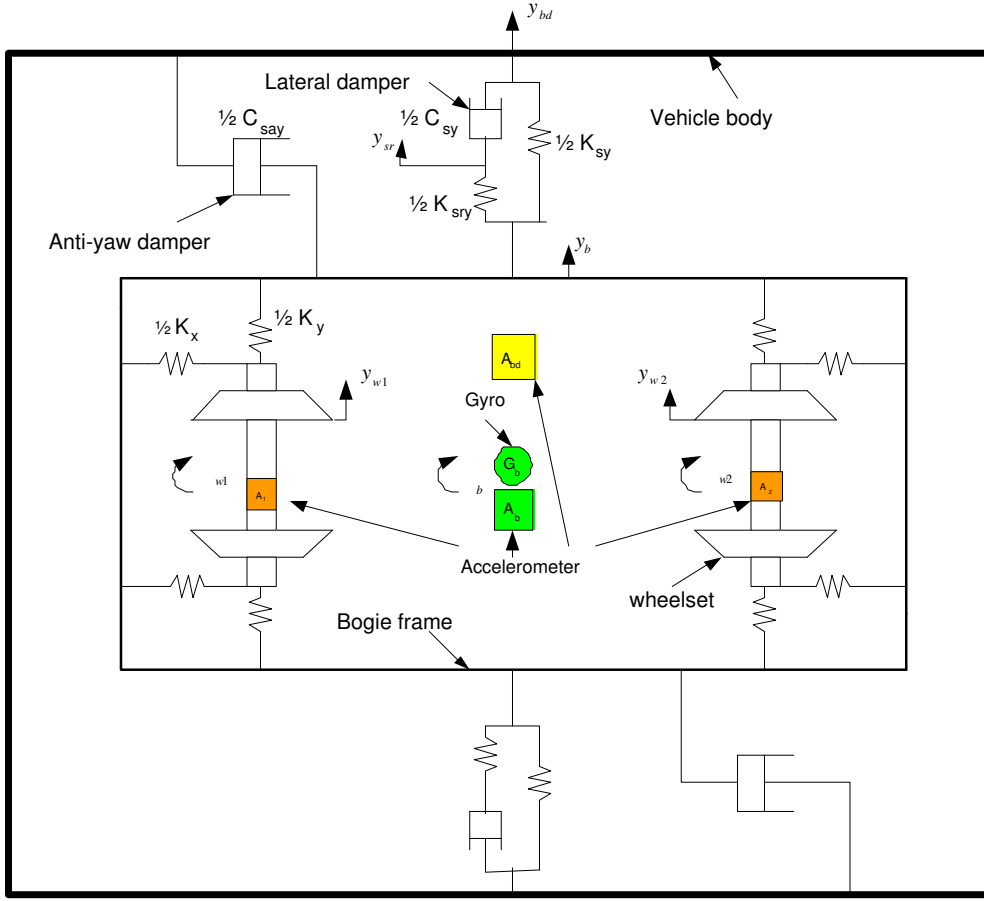 y_bd
Lateral damper
Vehicle body
½ C_say
½ C_sy
y_sr
½ K_sy
½ K_sry
Anti-yaw damper
y_b
½ K_x
½ K_y
A_bd
y_w1
y_w2
Gyro
G_b
w1
b
w2
A_1
A_b
A_2
Accelerometer
wheelset
Bogie frame